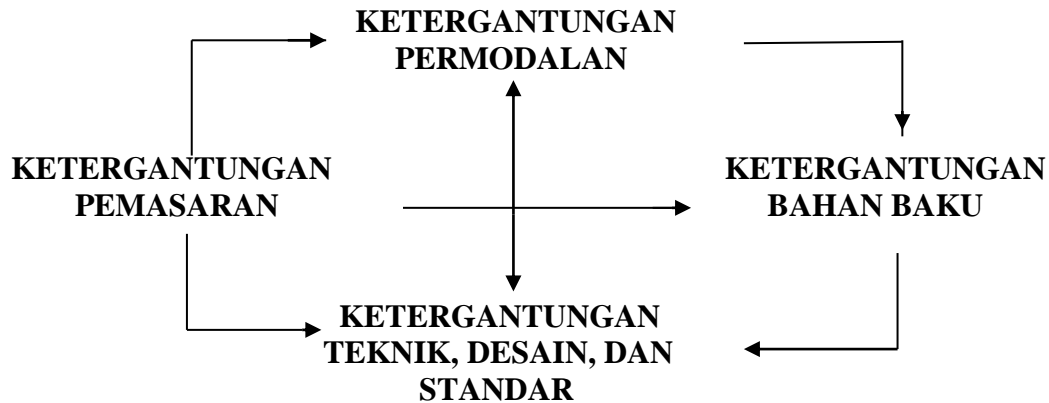 KETERGANTUNGAN
PERMODALAN
KETERGANTUNGAN
PEMASARAN
KETERGANTUNGAN
BAHAN BAKU
KETERGANTUNGAN
TEKNIK, DESAIN, DAN
STANDAR